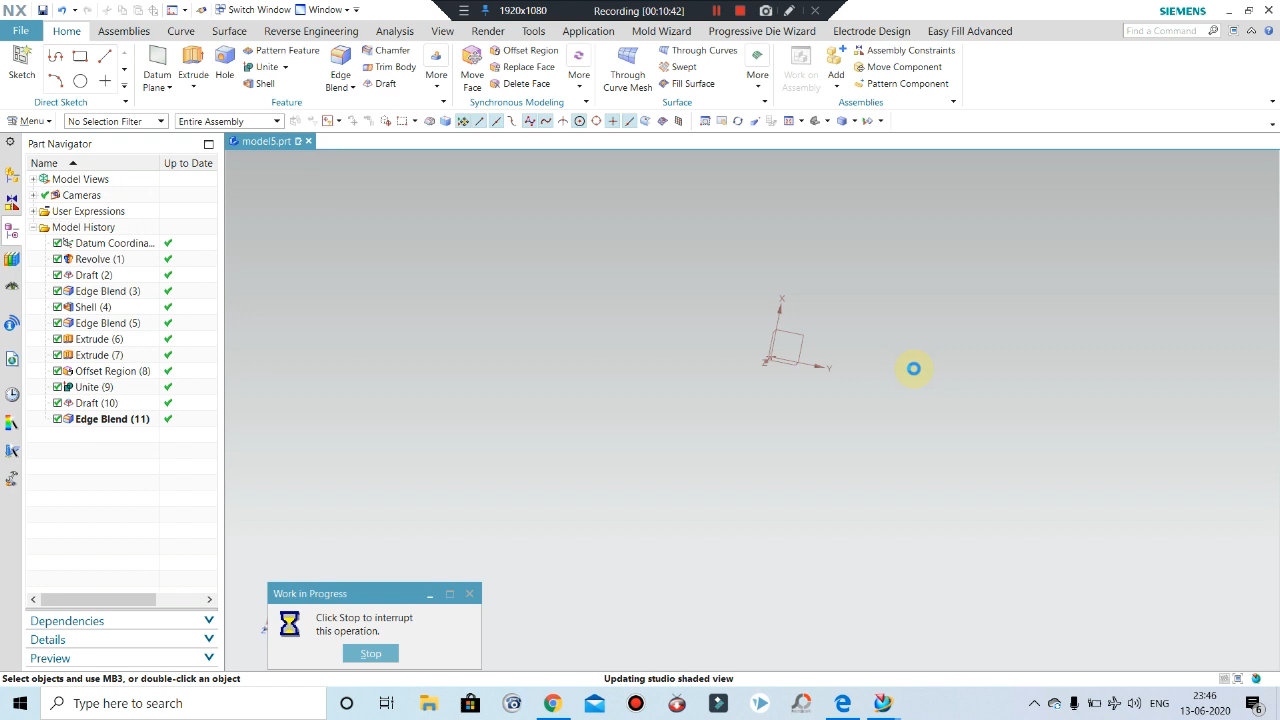 NX Switch Window Window 1920x1080 Recording [00:10:42] SIEMENS
File Home Assemblies Curve Surface Reverse Engineering Analysis View Render Tools Application Mold Wizard Progressive Die Wizard Electrode Design Easy Fill Advanced Find a Command
Sketch Datum Plane Extrude Hole Pattern Feature Unite Shell Edge Blend Chamfer Trim Body Draft More Move Face Offset Region Replace Face Delete Face More Through Curve Mesh Through Curves Swept Fill Surface More Work on Assembly Add Assembly Constraints Move Component Pattern Component
Direct Sketch Feature Synchronous Modeling Surface Assemblies
Menu No Selection Filter Entire Assembly
Part Navigator model5.prt
Name Up to Date
Model Views
Cameras
User Expressions
Model History
Datum Coordina...
Revolve (1)
Draft (2)
Edge Blend (3)
Shell (4)
Edge Blend (5)
Extrude (6)
Extrude (7)
Offset Region (8)
Unite (9)
Draft (10)
Edge Blend (11)
X
Y
Z
Work in Progress
Click Stop to interrupt
this operation.
Stop
Dependencies
Details
Preview
Select objects and use MB3, or double-click an object Updating studio shaded view
Type here to search ENG 23:46
13-06-2020 6